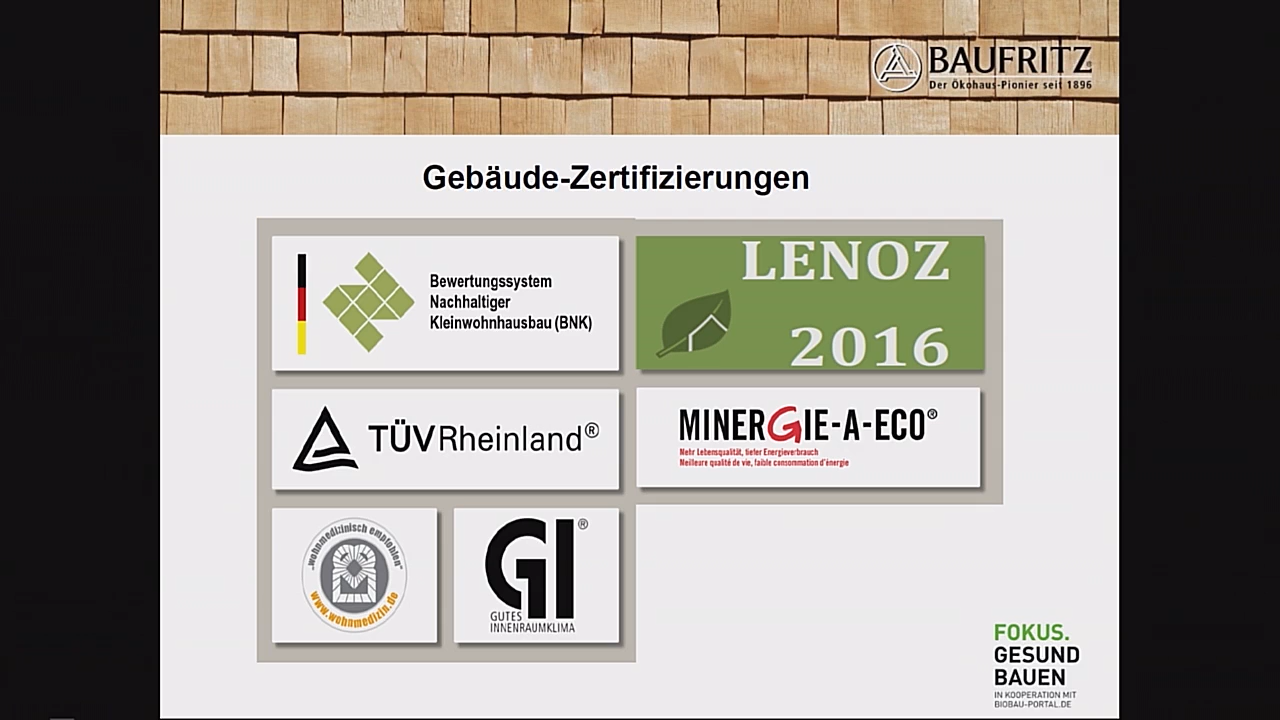 BAUFRITZ
Der Ökohaus-Pionier seit 1896
Gebäude-Zertifizierungen
Bewertungssystem
Nachhaltiger
Kleinwohnhausbau (BNK)
LENOZ
2016
TÜVRheinland®
MINERGIE-A-ECO®
Mehr Lebensqualität, tiefer Energieverbrauch
Meilleure qualité de vie, faible consommation d'énergie
„wohnmedizinisch empfohlen"
www.wohnmedizin.de
GI®
GUTES
INNENRAUMKLIMA
FOKUS.
GESUND
BAUEN
IN KOOPERATION MIT
BIOBAU-PORTAL.DE